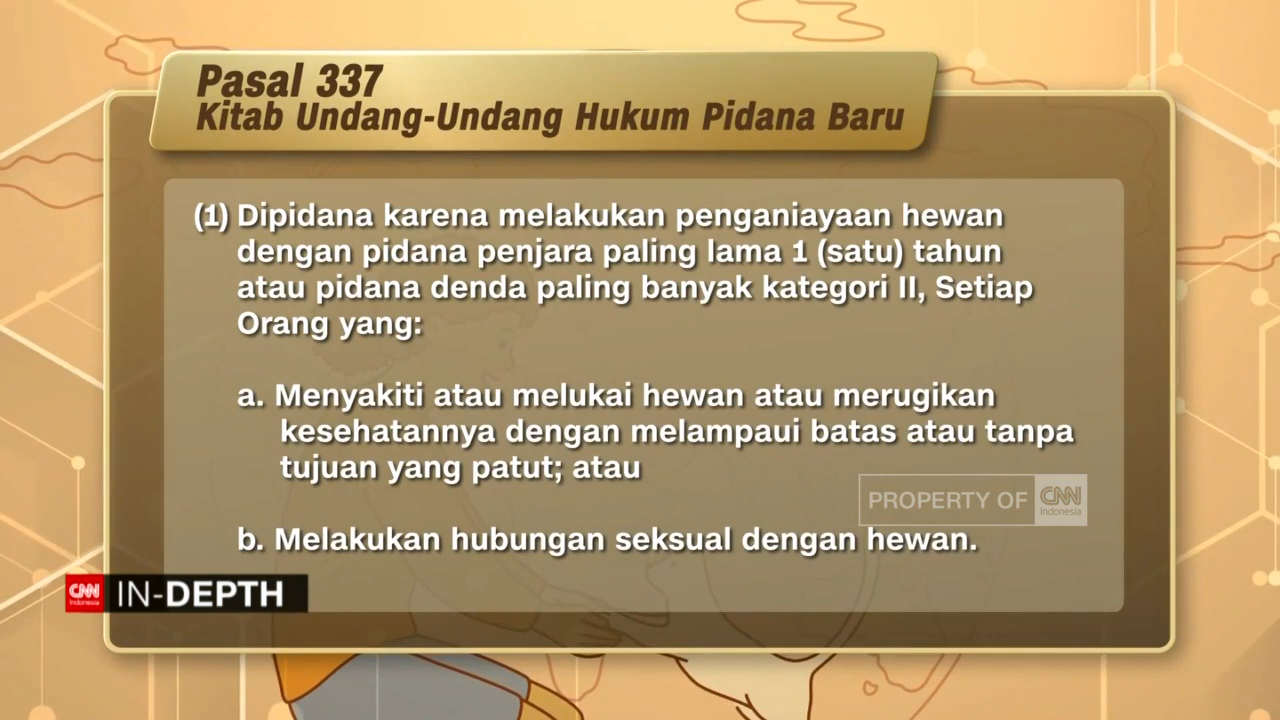 Pasal 337
Kitab Undang-Undang Hukum Pidana Baru
(1) Dipidana karena melakukan penganiayaan hewan
dengan pidana penjara paling lama 1 (satu) tahun
atau pidana denda paling banyak kategori II, Setiap
Orang yang:
a. Menyakiti atau melukai hewan atau merugikan
kesehatannya dengan melampaui batas atau tanpa
tujuan yang patut; atau
PROPERTY OF CNN Indonesia
b. Melakukan hubungan seksual dengan hewan.
CNN Indonesia IN-DEPTH